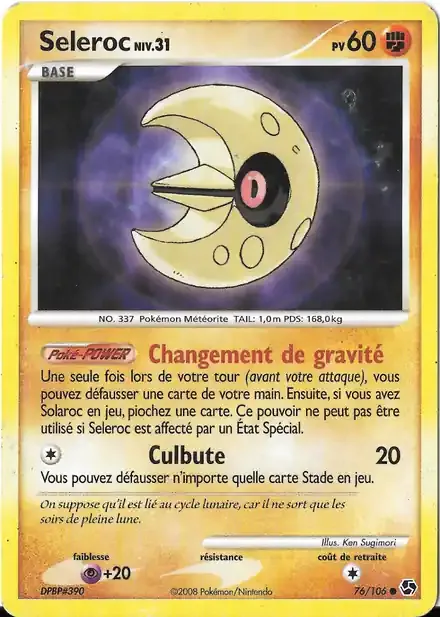 Seleroc NIV.31 PV 60
BASE
NO. 337 Pokémon Météorite TAIL: 1,0m PDS: 168,0kg
Poké-POWER Changement de gravité
Une seule fois lors de votre tour (avant votre attaque), vous
pouvez défausser une carte de votre main. Ensuite, si vous avez
Solaroc en jeu, piochez une carte. Ce pouvoir ne peut pas être
utilisé si Seleroc est affecté par un État Spécial.
Culbute 20
Vous pouvez défausser n'importe quelle carte Stade en jeu.
On suppose qu'il est lié au cycle lunaire, car il ne sort que les
soirs de pleine lune.
Illus. Ken Sugimori
faiblesse résistance coût de retraite
+20
DPBP#390 ©2008 Pokémon/Nintendo 76/106